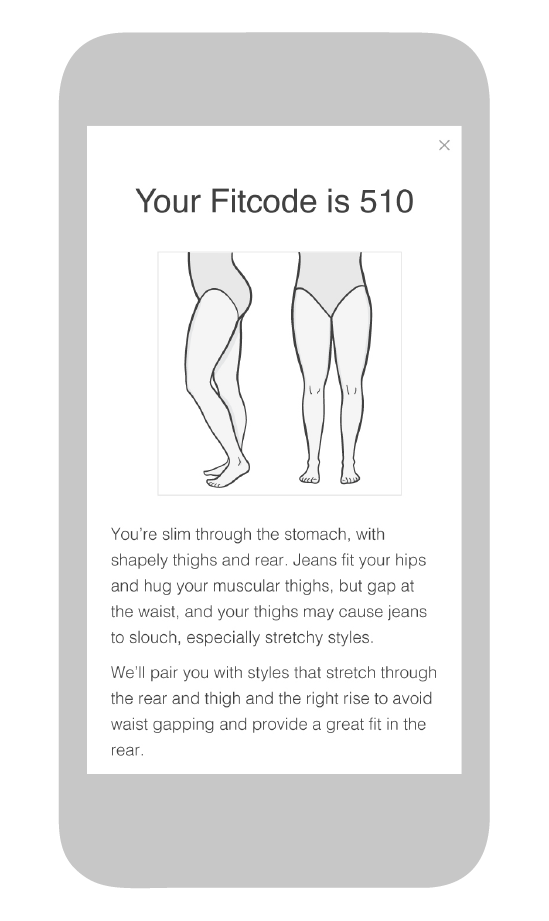 Your Fitcode is 510
You're slim through the stomach, with
shapely thighs and rear. Jeans fit your hips
and hug your muscular thighs, but gap at
the waist, and your thighs may cause jeans
to slouch, especially stretchy styles.
We'll pair you with styles that stretch through
the rear and thigh and the right rise to avoid
waist gapping and provide a great fit in the
rear.